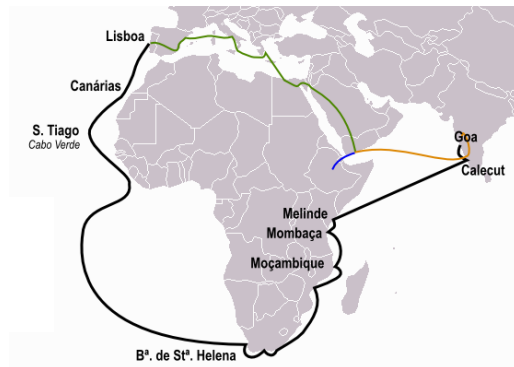 Lisboa
Canárias
S. Tiago
Cabo Verde
Goa
Calecut
Melinde
Mombaça
Moçambique
Bª. de Stª. Helena